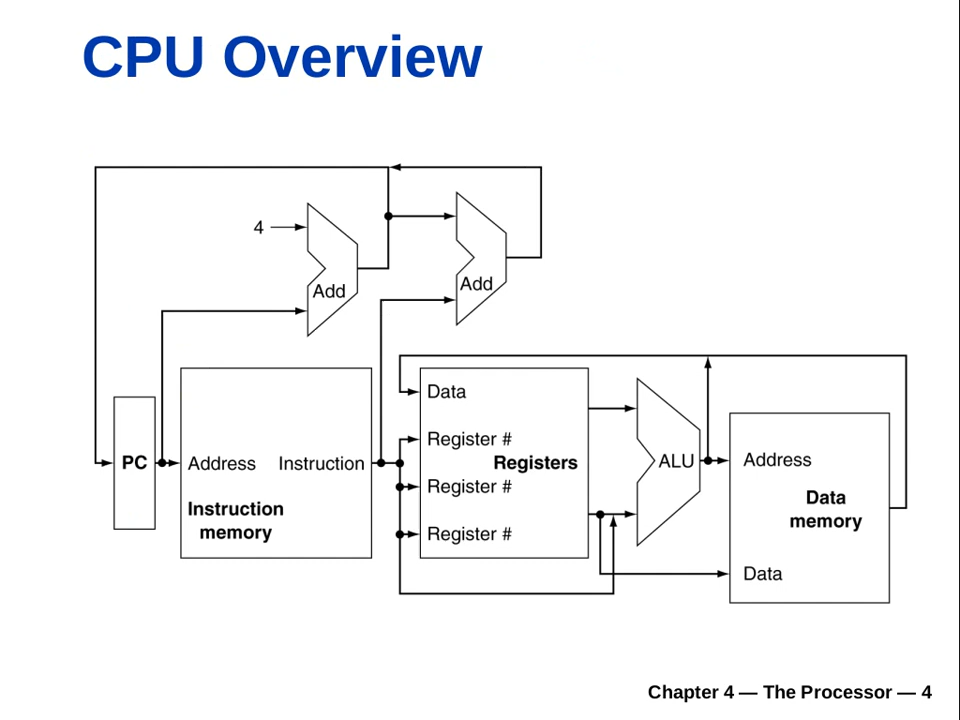 CPU Overview
4
Add
Add
Data
Register #
PC
Address
Instruction
Registers
ALU
Address
Register #
Data
memory
Instruction
memory
Register #
Data
Chapter 4 — The Processor — 4